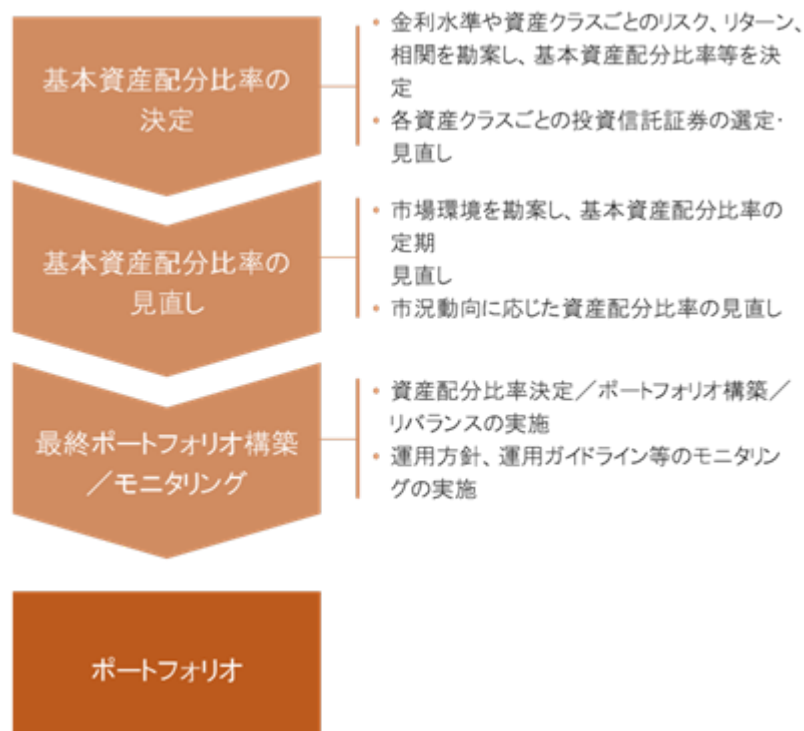 基本資産配分比率の
決定
• 金利水準や資産クラスごとのリスク、リターン、
相関を勘案し、基本資産配分比率等を決
定
• 各資産クラスごとの投資信託証券の選定・
見直し
基本資産配分比率の
見直し
• 市場環境を勘案し、基本資産配分比率の
定期
見直し
• 市況動向に応じた資産配分比率の見直し
最終ポートフォリオ構築
／モニタリング
• 資産配分比率決定／ポートフォリオ構築／
リバランスの実施
• 運用方針、運用ガイドライン等のモニタリン
グの実施
ポートフォリオ